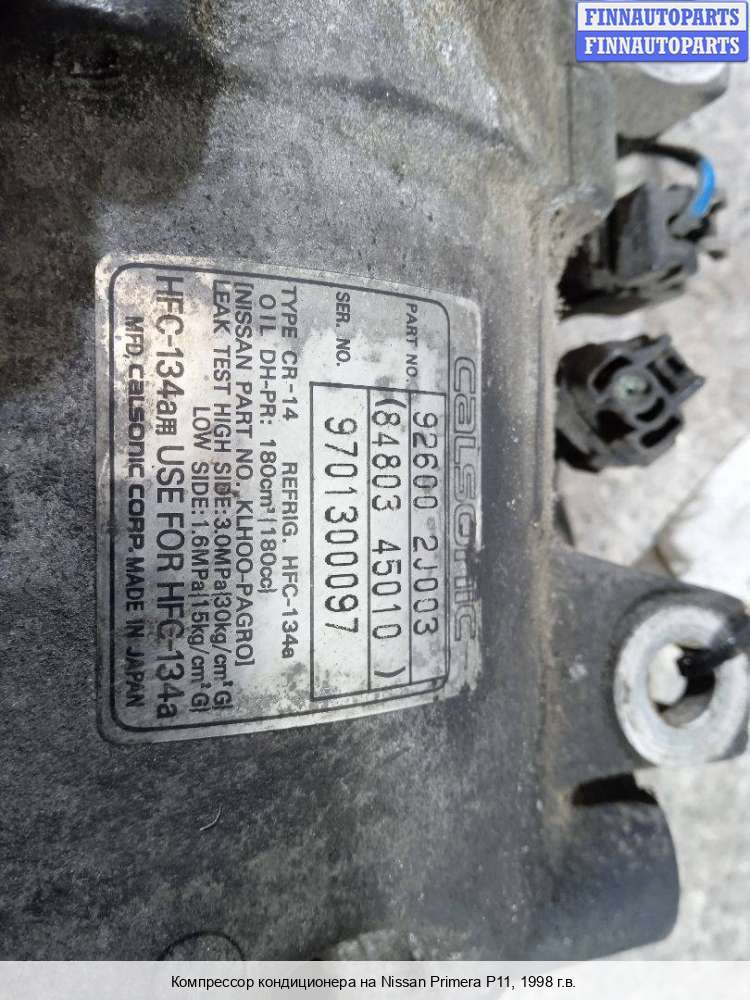 FINNAUTOPARTS
FINNAUTOPARTS
calsonic
PART NO. 92600 2J003
(84803 45010)
SER. NO. 9701300097
TYPE CR-14 REFRIG. HFC-134a
OIL DH-PR: 180cm³{180cc}
[NISSAN PART NO. KLH00-PAGR0]
LEAK TEST HIGH SIDE:3.0MPa{30kg/cm²G}
LOW SIDE:1.6MPa{15kg/cm²G}
HFC-134a用 USE FOR HFC-134a
MFD. calsonic CORP. MADE IN JAPAN
Компрессор кондиционера на Nissan Primera P11, 1998 г.в.